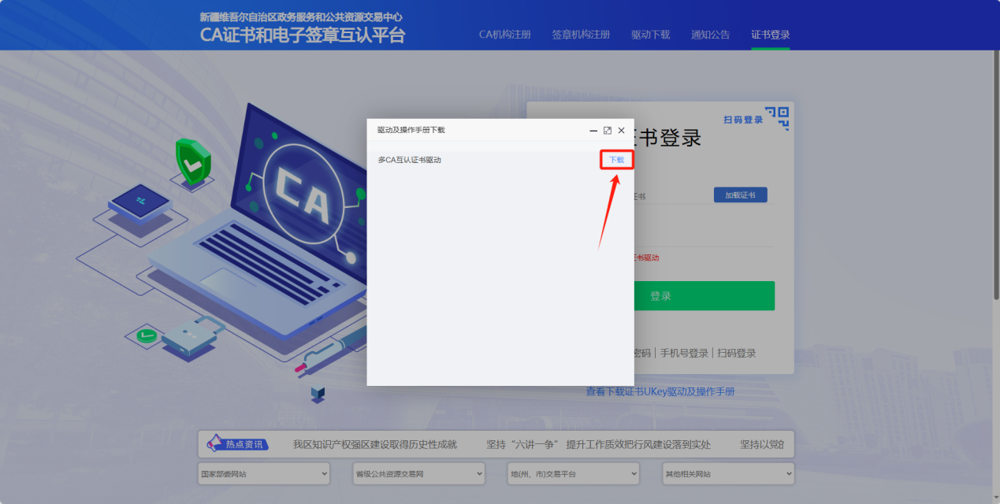 新疆维吾尔自治区政务服务和公共资源交易中心
CA证书和电子签章互认平台
CA机构注册
签章机构注册
驱动下载
通知公告
证书登录
扫码登录
书登录
驱动及操作手册下载
多CA互认证书驱动
下载
证书
加载证书
证书驱动
登录
密码
手机号登录
扫码登录
查看下载证书UKey驱动及操作手册
CA
热点资讯
我区知识产权强区建设取得历史性成就
坚持“六讲一争” 提升工作质效把行风建设落到实处
坚持以党的
国家部委网站
省级公共资源交易网
地(州、市)交易平台
其他相关网站